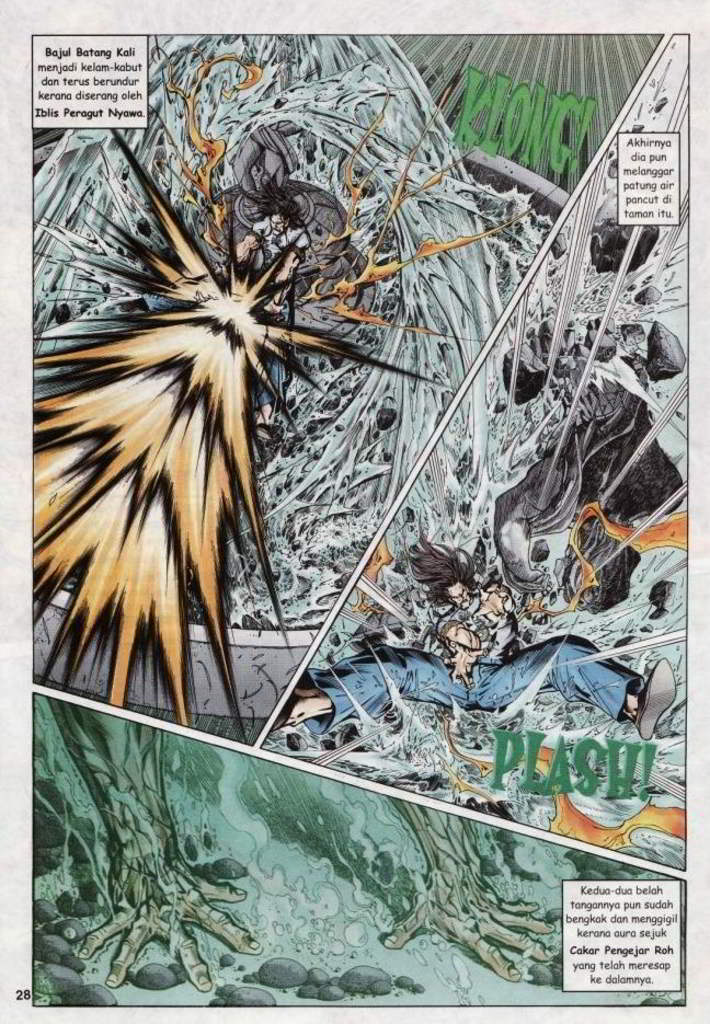 Bajul Batang Kali
menjadi kelam-kabut
dan terus berundur
kerana diserang oleh
Iblis Peragut Nyawa.
KLONG!
Akhirnya
dia pun
melanggar
patung air
pancut di
taman itu.
PLASH!
Kedua-dua belah
tangannya pun sudah
bengkak dan menggigil
kerana aura sejuk
Cakar Pengejar Roh
yang telah meresap
ke dalamnya.
28